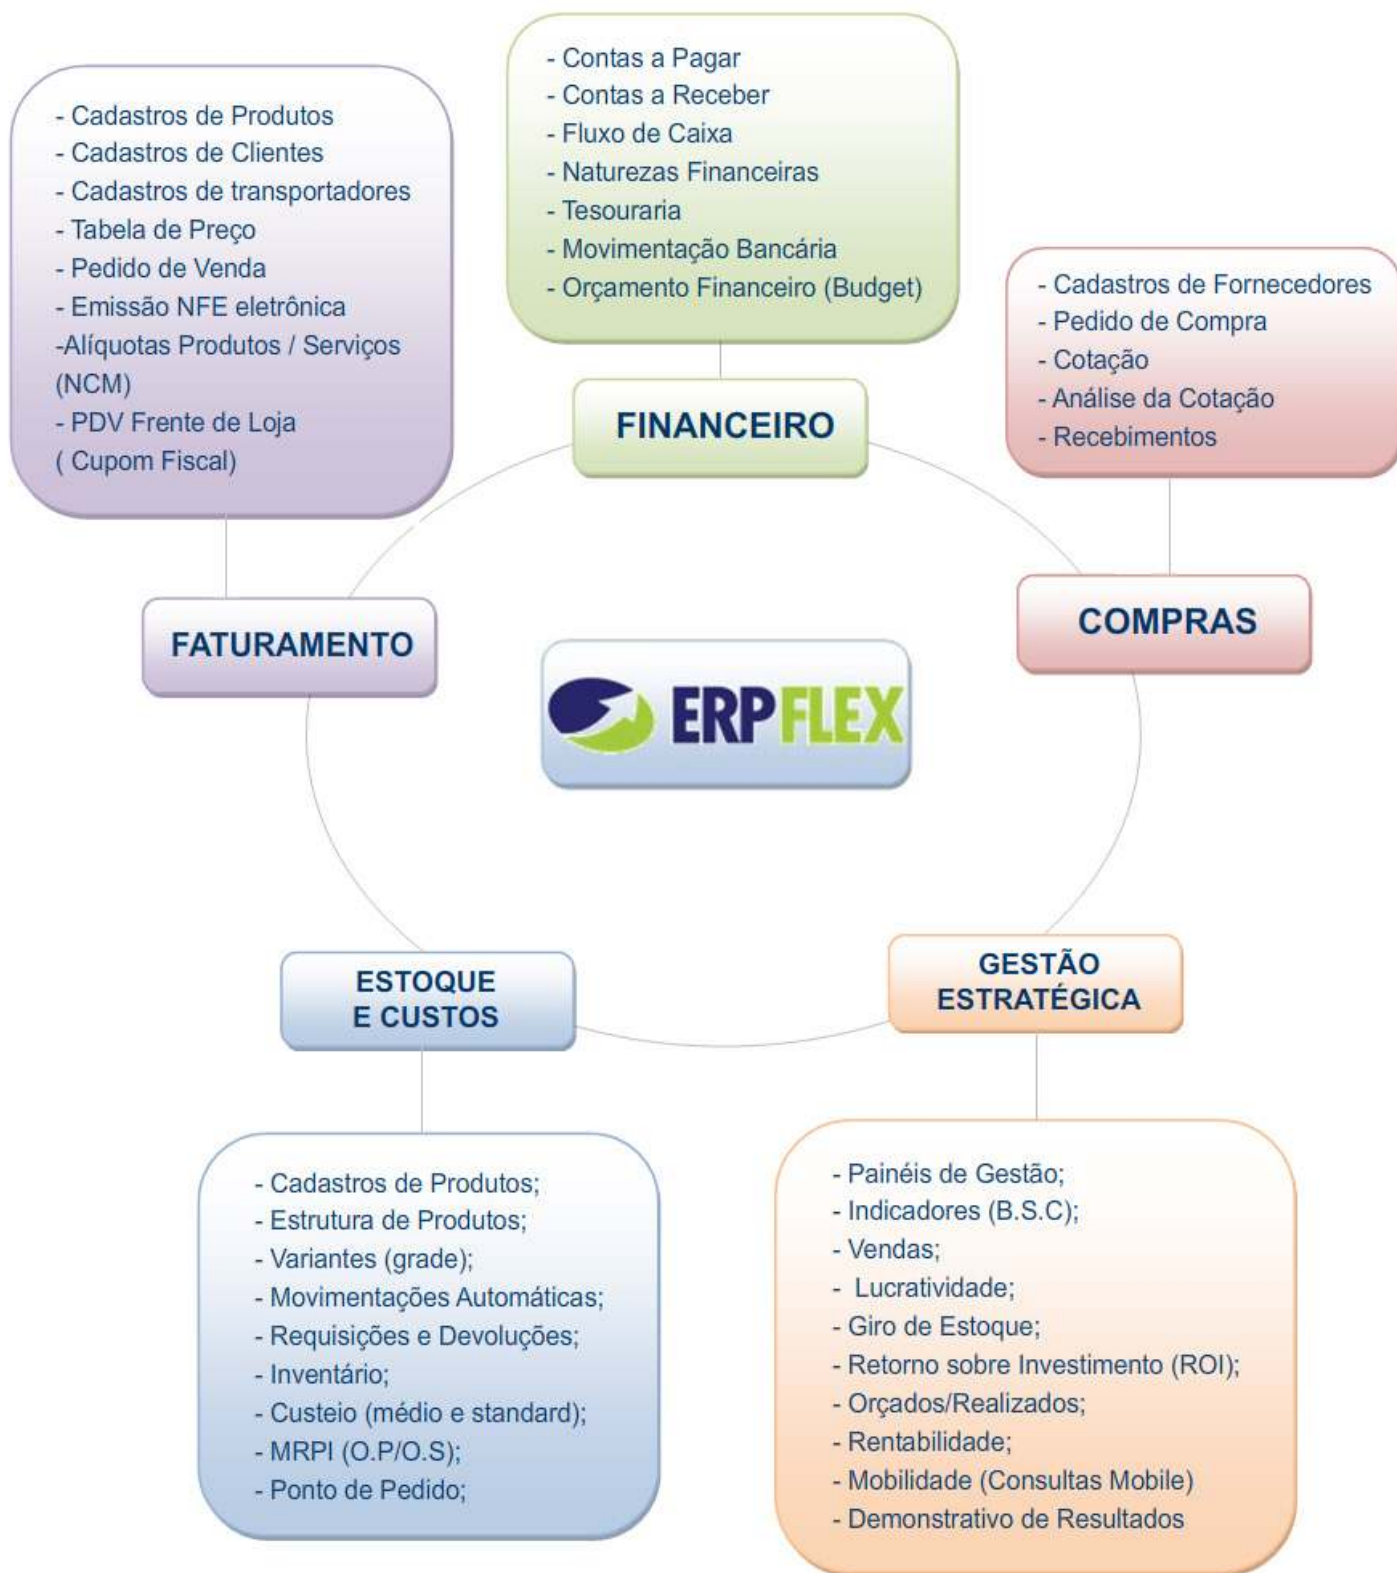 - Cadastros de Produtos
- Cadastros de Clientes
- Cadastros de transportadores
- Tabela de Preço
- Pedido de Venda
- Emissão NFE eletrônica
-Alíquotas Produtos / Serviços
(NCM)
- PDV Frente de Loja
( Cupom Fiscal)
FATURAMENTO
- Contas a Pagar
- Contas a Receber
- Fluxo de Caixa
- Naturezas Financeiras
- Tesouraria
- Movimentação Bancária
- Orçamento Financeiro (Budget)
FINANCEIRO
- Cadastros de Fornecedores
- Pedido de Compra
- Cotação
- Análise da Cotação
- Recebimentos
COMPRAS
ERPFLEX
ESTOQUE
E CUSTOS
- Cadastros de Produtos;
- Estrutura de Produtos;
- Variantes (grade);
- Movimentações Automáticas;
- Requisições e Devoluções;
- Inventário;
- Custeio (médio e standard);
- MRPI (O.P/O.S);
- Ponto de Pedido;
GESTÃO
ESTRATÉGICA
- Painéis de Gestão;
- Indicadores (B.S.C);
- Vendas;
- Lucratividade;
- Giro de Estoque;
- Retorno sobre Investimento (ROI);
- Orçados/Realizados;
- Rentabilidade;
- Mobilidade (Consultas Mobile)
- Demonstrativo de Resultados